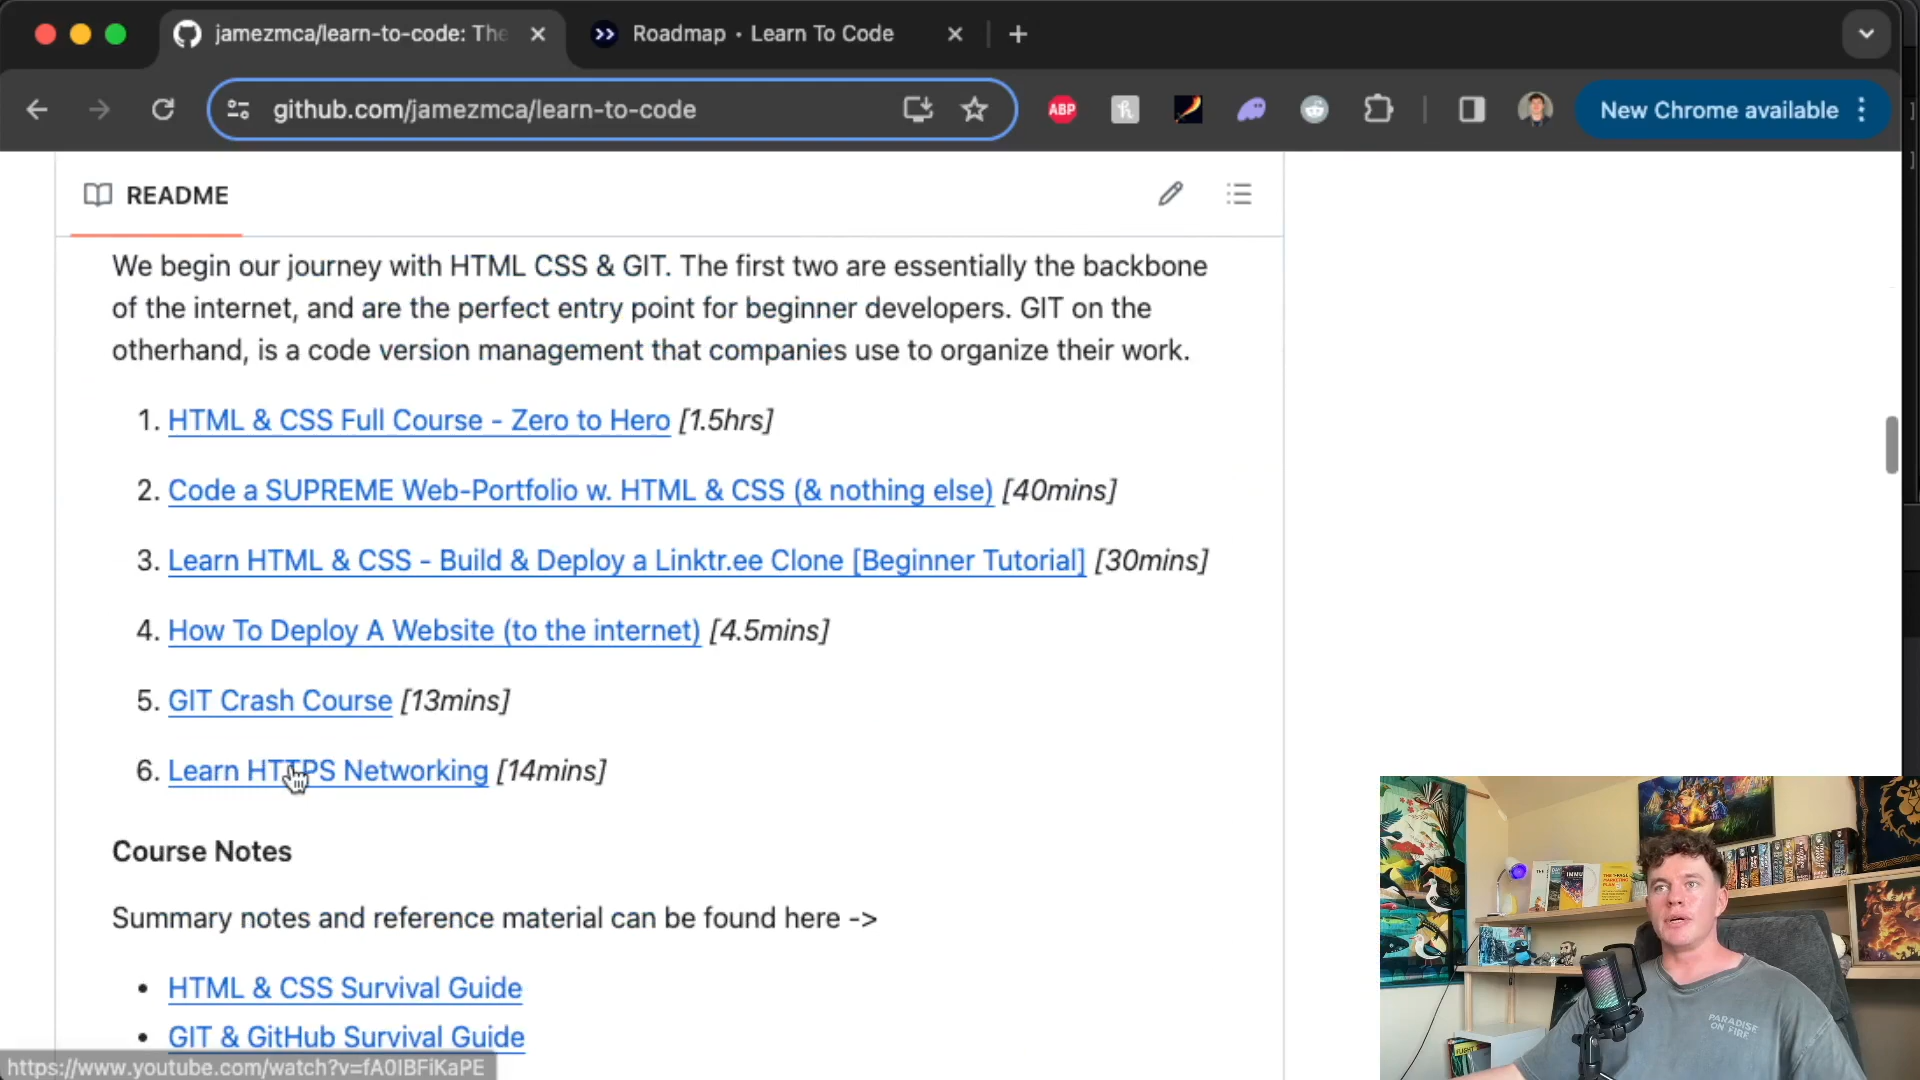 jamezmca/learn-to-code: The
Roadmap • Learn To Code
github.com/jamezmca/learn-to-code
ABP
New Chrome available
README
We begin our journey with HTML CSS & GIT. The first two are essentially the backbone
of the internet, and are the perfect entry point for beginner developers. GIT on the
otherhand, is a code version management that companies use to organize their work.
1. HTML & CSS Full Course - Zero to Hero [1.5hrs]
2. Code a SUPREME Web-Portfolio w. HTML & CSS (& nothing else) [40mins]
3. Learn HTML & CSS - Build & Deploy a Linktr.ee Clone [Beginner Tutorial] [30mins]
4. How To Deploy A Website (to the internet) [4.5mins]
5. GIT Crash Course [13mins]
6. Learn HTTPS Networking [14mins]
Course Notes
Summary notes and reference material can be found here ->
• HTML & CSS Survival Guide
• GIT & GitHub Survival Guide
https://www.youtube.com/watch?v=fA0IBFiKaPE
PARADISE
ON FIRE